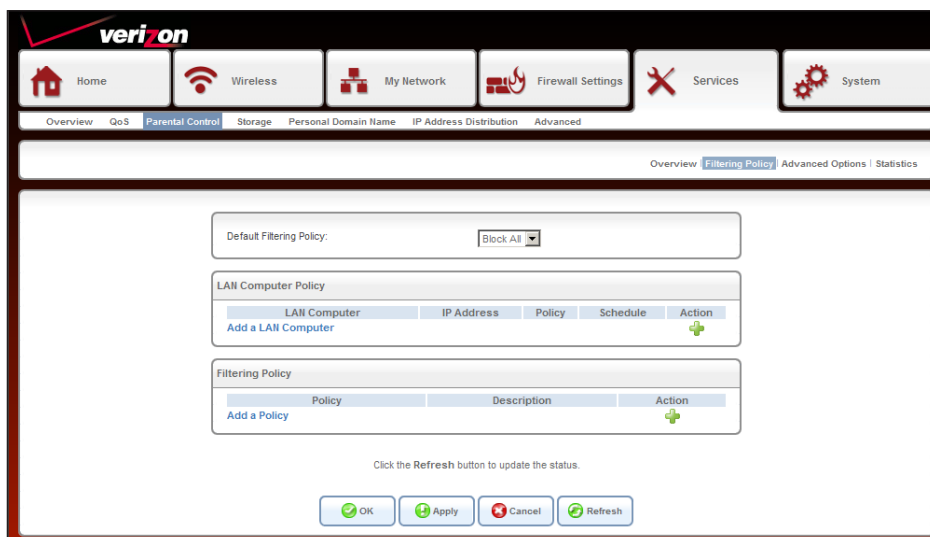 verizon
Home Wireless My Network Firewall Settings Services System
Overview QoS Parental Control Storage Personal Domain Name IP Address Distribution Advanced
Overview | Filtering Policy | Advanced Options | Statistics
Default Filtering Policy: Block All
LAN Computer Policy
LAN Computer IP Address Policy Schedule Action
Add a LAN Computer
Filtering Policy
Policy Description Action
Add a Policy
Click the Refresh button to update the status.
OK Apply Cancel Refresh